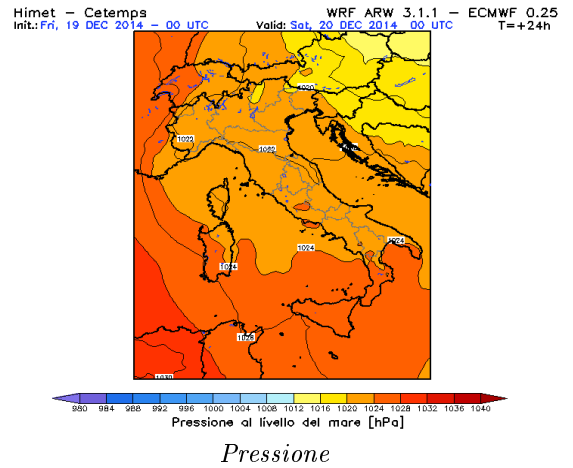 Himet – Cetemps WRF ARW 3.1.1 – ECMWF 0.25
Init.: Fri, 19 DEC 2014 – 00 UTC Valid: Sat, 20 DEC 2014 00 UTC T=+24h
1020
1022
1022
1024
1024
1024
980 984 988 992 996 1000 1004 1008 1012 1016 1020 1024 1028 1032 1036 1040
Pressione al livello del mare [hPa]
Pressione